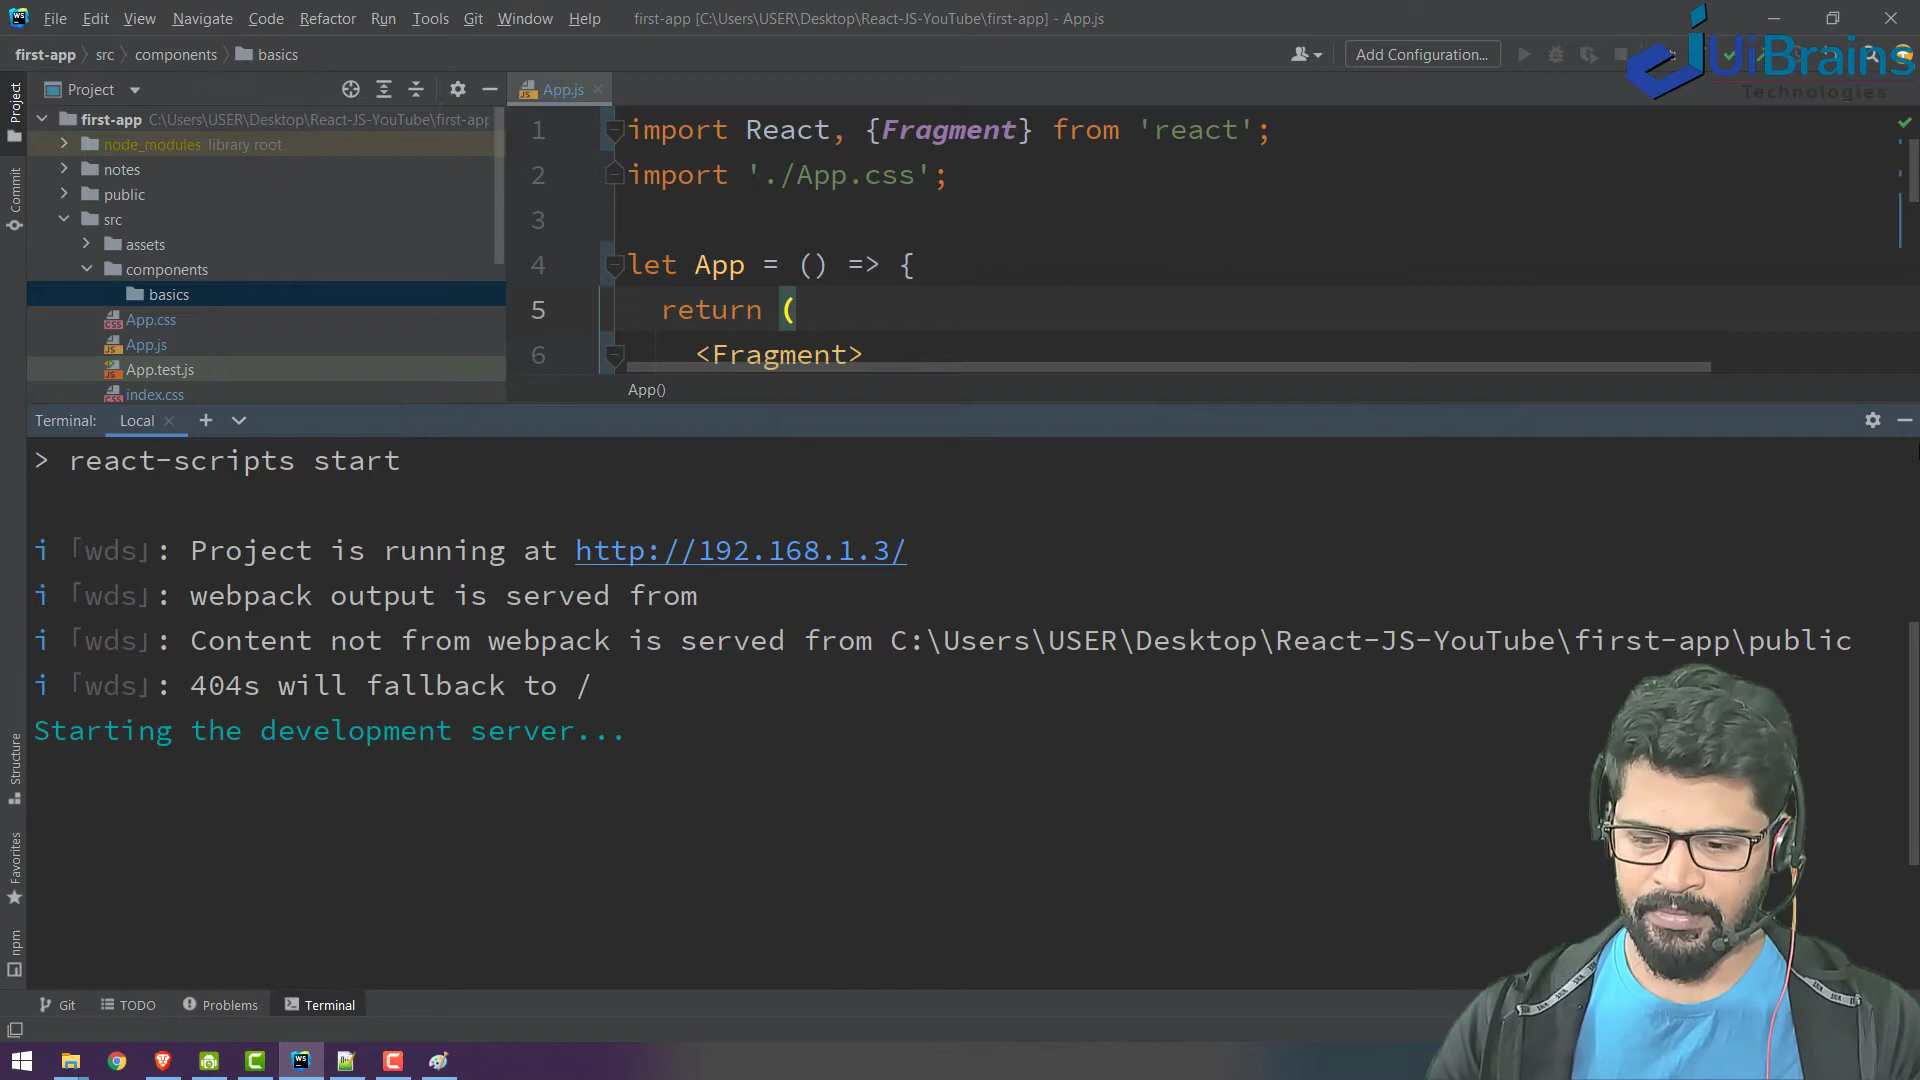 File Edit View Navigate Code Refactor Run Tools Git Window Help
first-app [C:\Users\USER\Desktop\React-JS-YouTube\first-app] - App.js
first-app src components basics
Add Configuration...
UiBrains
Technologies
Project
App.js
first-app C:\Users\USER\Desktop\React-JS-YouTube\first-app
node_modules library root
notes
public
src
assets
components
basics
App.css
App.js
App.test.js
index.css
1 import React, {Fragment} from 'react';
2 import './App.css';
3
4 let App = () => {
5 return (
6 <Fragment>
App()
Project
Commit
Structure
Favorites
npm
Terminal: Local
> react-scripts start
i 「wds」: Project is running at http://192.168.1.3/
i 「wds」: webpack output is served from
i 「wds」: Content not from webpack is served from C:\Users\USER\Desktop\React-JS-YouTube\first-app\public
i 「wds」: 404s will fallback to /
Starting the development server...
Git TODO Problems Terminal